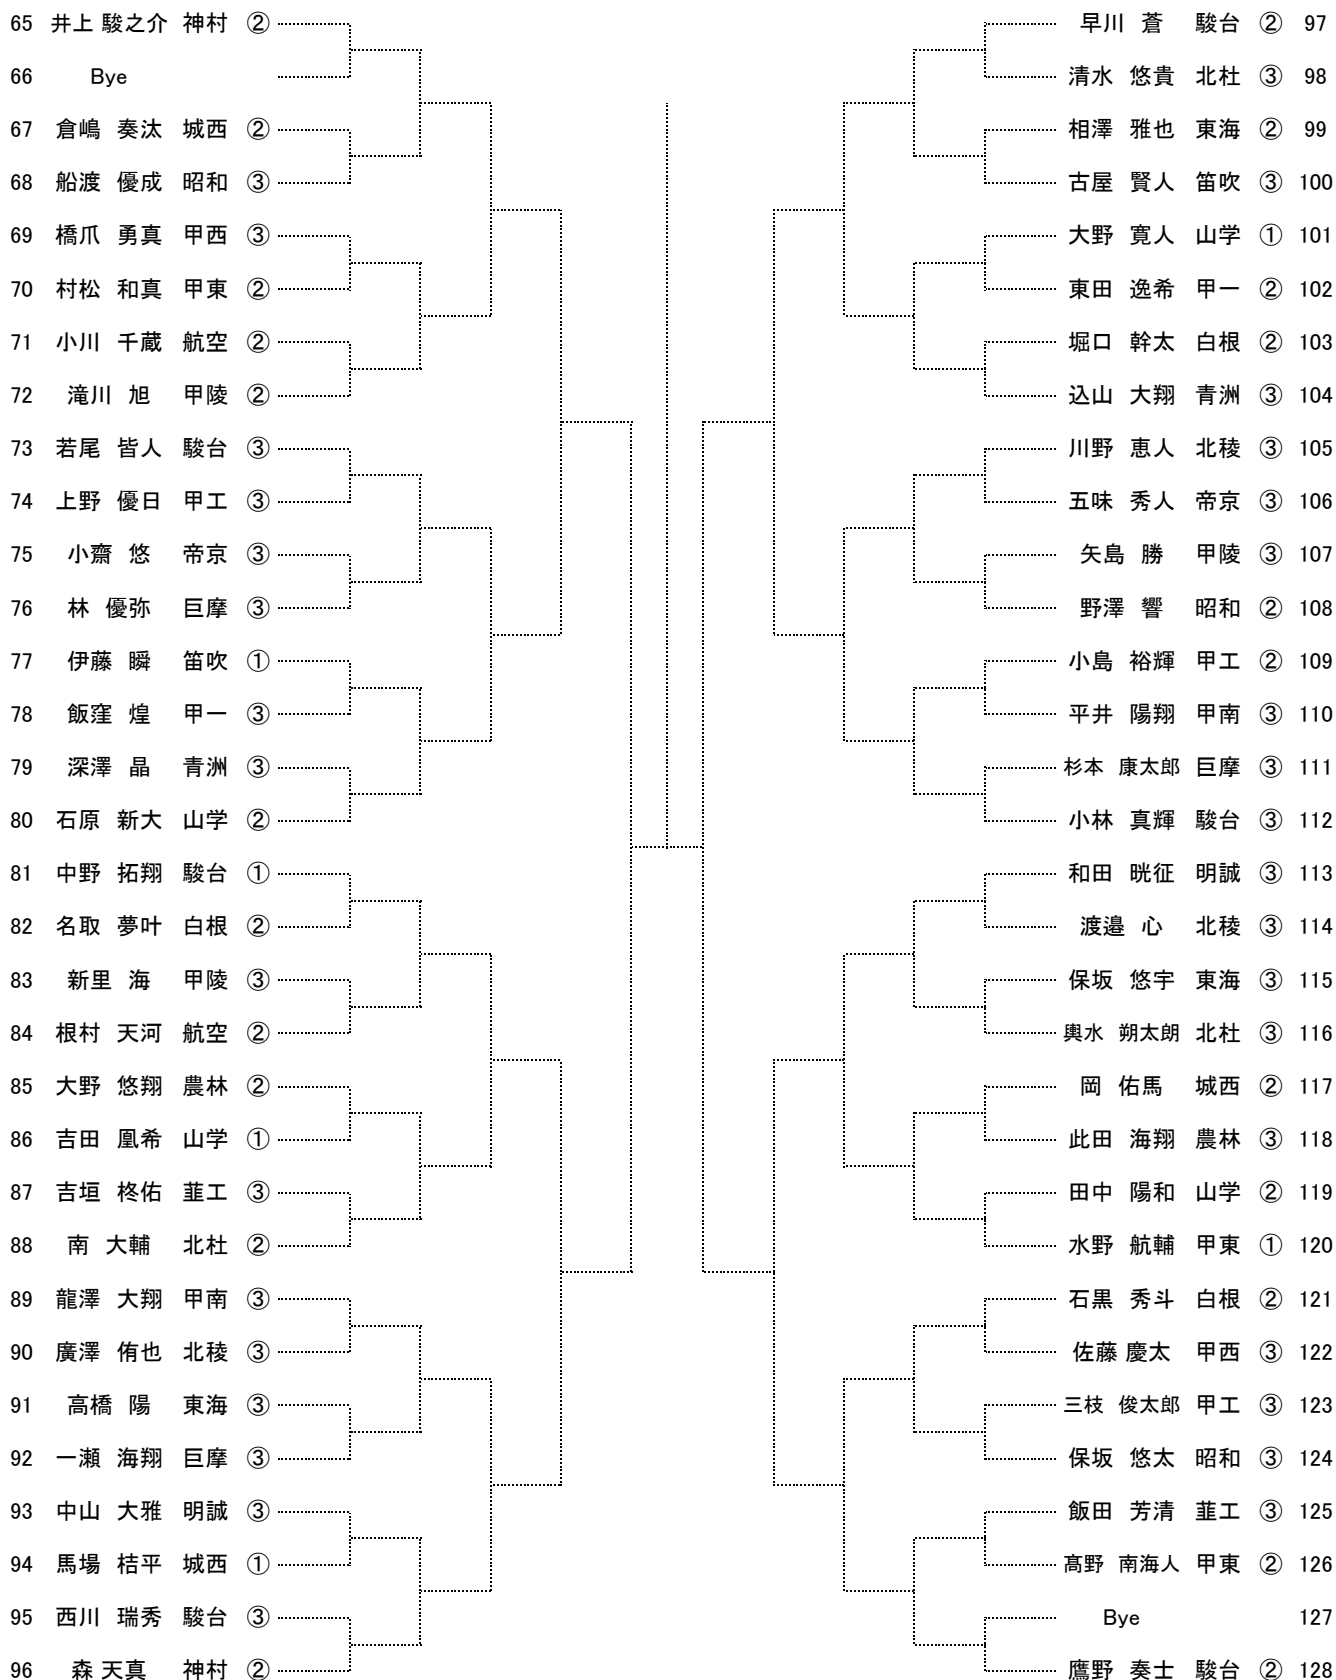 65 井上 駿之介 神村 ②
66 Bye
67 倉嶋 奏汰 城西 ②
68 船渡 優成 昭和 ③
69 橋爪 勇真 甲西 ③
70 村松 和真 甲東 ②
71 小川 千蔵 航空 ②
72 滝川 旭 甲陵 ②
73 若尾 皆人 駿台 ③
74 上野 優日 甲工 ③
75 小齋 悠 帝京 ③
76 林 優弥 巨摩 ③
77 伊藤 瞬 笛吹 ①
78 飯窪 煌 甲一 ③
79 深澤 晶 青洲 ③
80 石原 新大 山学 ②
81 中野 拓翔 駿台 ①
82 名取 夢叶 白根 ②
83 新里 海 甲陵 ③
84 根村 天河 航空 ②
85 大野 悠翔 農林 ②
86 吉田 凰希 山学 ①
87 吉垣 柊佑 韮工 ③
88 南 大輔 北杜 ②
89 龍澤 大翔 甲南 ③
90 廣澤 侑也 北稜 ③
91 高橋 陽 東海 ③
92 一瀬 海翔 巨摩 ③
93 中山 大雅 明誠 ③
94 馬場 桔平 城西 ①
95 西川 瑞秀 駿台 ③
96 森 天真 神村 ②
早川 蒼 駿台 ② 97
清水 悠貴 北杜 ③ 98
相澤 雅也 東海 ② 99
古屋 賢人 笛吹 ③ 100
大野 寛人 山学 ① 101
東田 逸希 甲一 ② 102
堀口 幹太 白根 ② 103
込山 大翔 青洲 ③ 104
川野 恵人 北稜 ③ 105
五味 秀人 帝京 ③ 106
矢島 勝 甲陵 ③ 107
野澤 響 昭和 ② 108
小島 裕輝 甲工 ② 109
平井 陽翔 甲南 ③ 110
杉本 康太郎 巨摩 ③ 111
小林 真輝 駿台 ③ 112
和田 晄征 明誠 ③ 113
渡邉 心 北稜 ③ 114
保坂 悠宇 東海 ③ 115
輿水 朔太朗 北杜 ③ 116
岡 佑馬 城西 ② 117
此田 海翔 農林 ③ 118
田中 陽和 山学 ② 119
水野 航輔 甲東 ① 120
石黒 秀斗 白根 ② 121
佐藤 慶太 甲西 ③ 122
三枝 俊太郎 甲工 ③ 123
保坂 悠太 昭和 ③ 124
飯田 芳清 韮工 ③ 125
髙野 南海人 甲東 ② 126
Bye 127
鷹野 奏士 駿台 ② 128